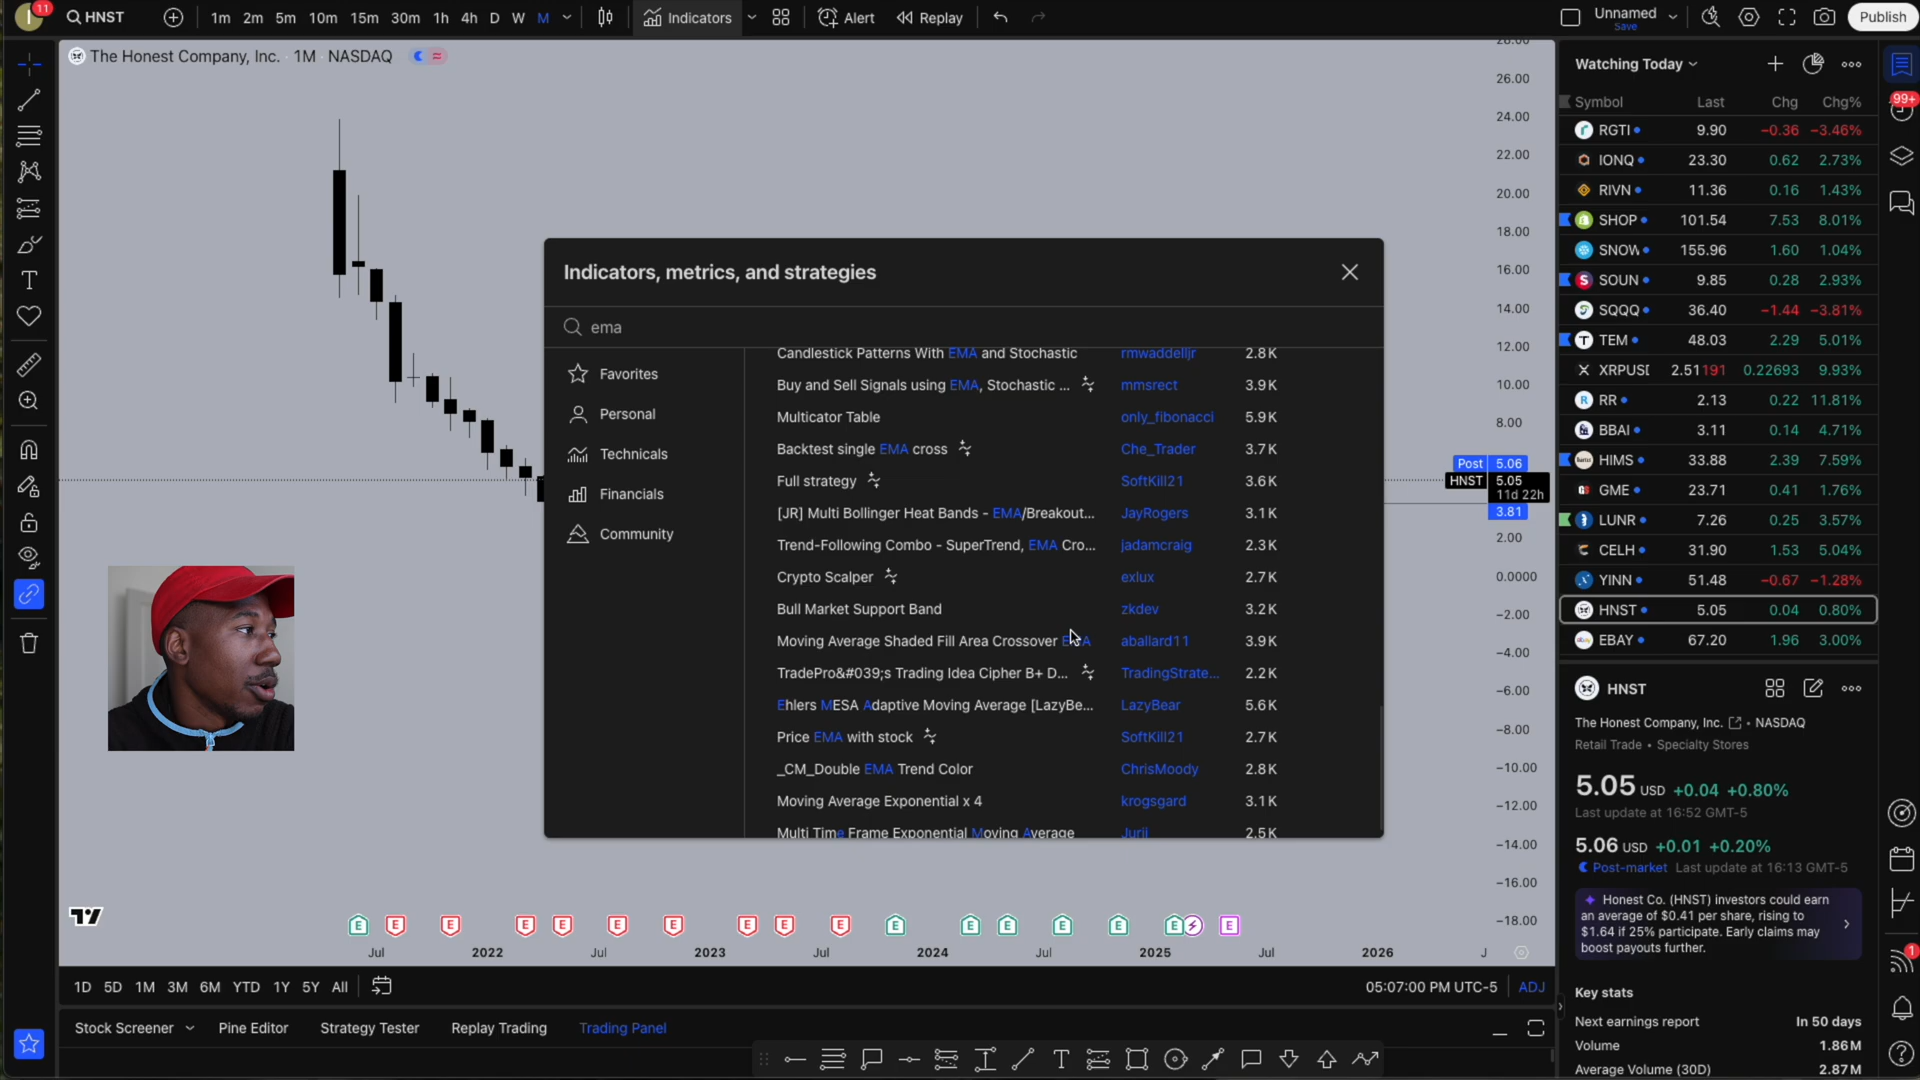 11
HNST
1m 2m 5m 10m 15m 30m 1h 4h D W M
Indicators
Alert
Replay
Unnamed
Save
Publish
The Honest Company, Inc. · 1M · NASDAQ
26.00
24.00
22.00
20.00
18.00
16.00
14.00
12.00
10.00
8.00
Post 5.06
HNST 5.05
11d 22h
3.81
2.00
0.0000
−2.00
−4.00
−6.00
−8.00
−10.00
−12.00
−14.00
−16.00
−18.00
Indicators, metrics, and strategies
ema
Favorites
Personal
Technicals
Financials
Community
Candlestick Patterns With EMA and Stochastic rmwaddelljr 2.8K
Buy and Sell Signals using EMA, Stochastic ... mmsrect 3.9K
Multicator Table only_fibonacci 5.9K
Backtest single EMA cross Che_Trader 3.7K
Full strategy SoftKill21 3.6K
[JR] Multi Bollinger Heat Bands - EMA/Breakout... JayRogers 3.1K
Trend-Following Combo - SuperTrend, EMA Cro... jadamcraig 2.3K
Crypto Scalper exlux 2.7K
Bull Market Support Band zkdev 3.2K
Moving Average Shaded Fill Area Crossover EMA aballard11 3.9K
TradePro&#039;s Trading Idea Cipher B+ D... TradingStrate... 2.2K
Ehlers MESA Adaptive Moving Average [LazyBe... LazyBear 5.6K
Price EMA with stock SoftKill21 2.7K
_CM_Double EMA Trend Color ChrisMoody 2.8K
Moving Average Exponential x 4 krogsgard 3.1K
Multi Time Frame Exponential Moving Average Jurij 2.5K
E E E E E E E E E E E E E E E E E
Jul 2022 Jul 2023 Jul 2024 Jul 2025 Jul 2026 J
1D 5D 1M 3M 6M YTD 1Y 5Y All
05:07:00 PM UTC-5 ADJ
Stock Screener Pine Editor Strategy Tester Replay Trading Trading Panel
Watching Today
Symbol Last Chg Chg%
RGTI 9.90 −0.36 −3.46%
IONQ 23.30 0.62 2.73%
RIVN 11.36 0.16 1.43%
SHOP 101.54 7.53 8.01%
SNOW 155.96 1.60 1.04%
SOUN 9.85 0.28 2.93%
SQQQ 36.40 −1.44 −3.81%
TEM 48.03 2.29 5.01%
XRPUSD 2.51191 0.22693 9.93%
RR 2.13 0.22 11.81%
BBAI 3.11 0.14 4.71%
HIMS 33.88 2.39 7.59%
GME 23.71 0.41 1.76%
LUNR 7.26 0.25 3.57%
CELH 31.90 1.53 5.04%
YINN 51.48 −0.67 −1.28%
HNST 5.05 0.04 0.80%
EBAY 67.20 1.96 3.00%
HNST
The Honest Company, Inc. • NASDAQ
Retail Trade • Specialty Stores
5.05 USD +0.04 +0.80%
Last update at 16:52 GMT-5
5.06 USD +0.01 +0.20%
Post-market Last update at 16:13 GMT-5
Honest Co. (HNST) investors could earn
an average of $0.41 per share, rising to
$1.64 if 25% participate. Early claims may
boost payouts further.
Key stats
Next earnings report In 50 days
Volume 1.86M
Average Volume (30D) 2.87M
99+
1